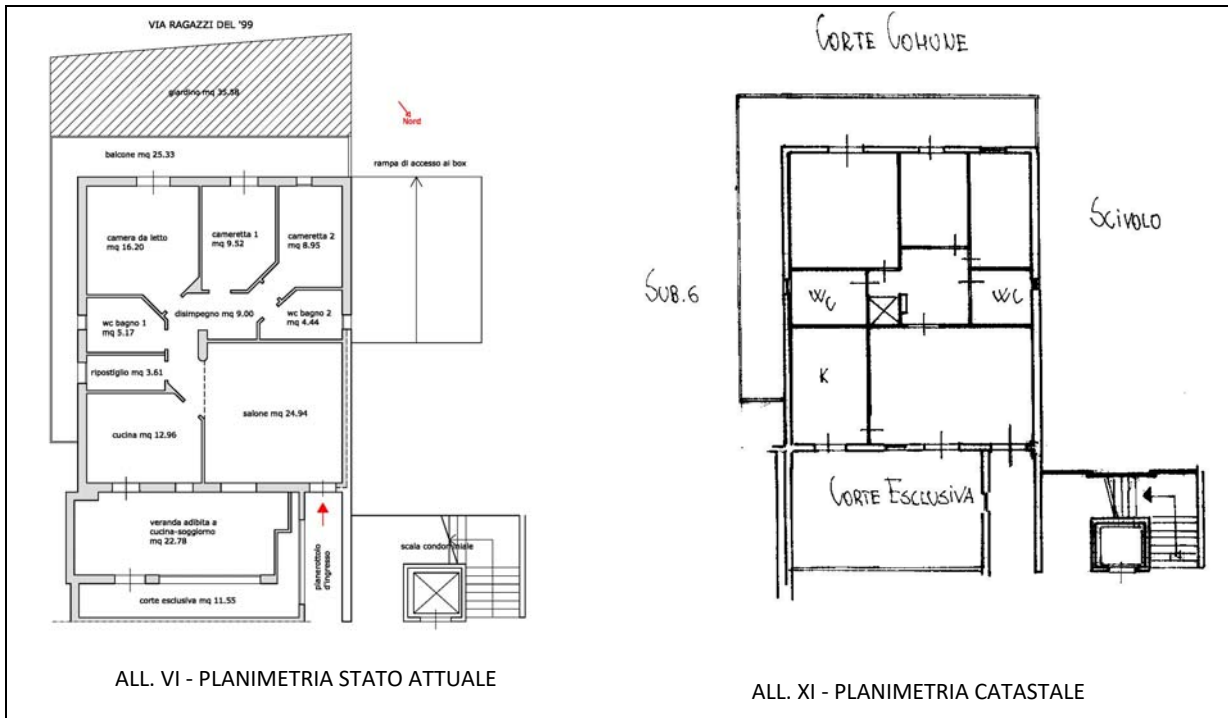 VIA RAGAZZI DEL '99
giardino mq 35.58
Nord
balcone mq 25.33
rampa di accesso ai box
camera da letto
mq 16.20
cameretta 1
mq 9.52
cameretta 2
mq 8.95
wc bagno 1
mq 5.17
disimpegno mq 9.00
wc bagno 2
mq 4.44
ripostiglio mq 3.61
salone mq 24.94
cucina mq 12.96
veranda adibita a
cucina-soggiorno
mq 22.78
pianerottolo
d'ingresso
scala condominiale
corte esclusiva mq 11.55
ALL. VI - PLANIMETRIA STATO ATTUALE
CORTE COMUNE
SCIVOLO
SUB.6
WC
WC
K
CORTE ESCLUSIVA
ALL. XI - PLANIMETRIA CATASTALE